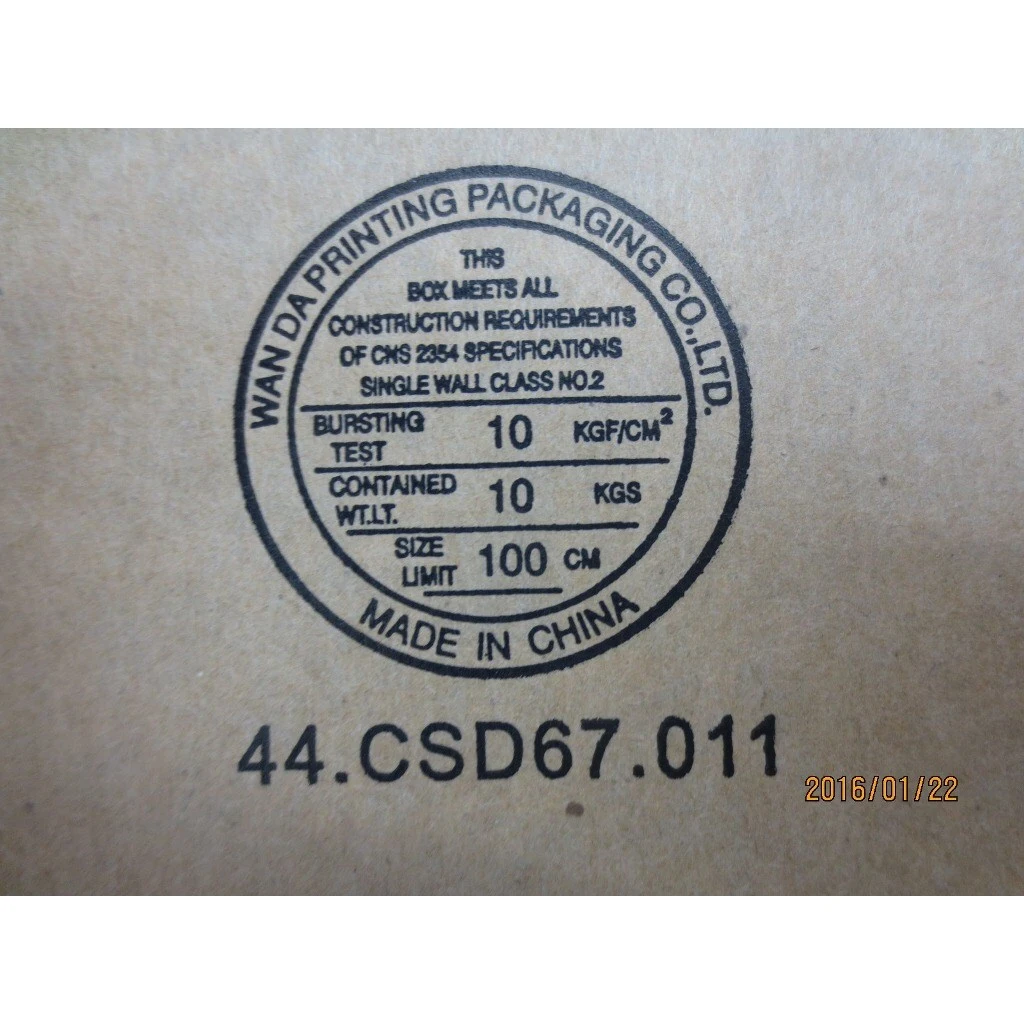 WAN DA PRINTING PACKAGING CO.,LTD.
THIS
BOX MEETS ALL
CONSTRUCTION REQUIREMENTS
OF CNS 2354 SPECIFICATIONS
SINGLE WALL CLASS NO.2
BURSTING TEST 10 KGF/CM²
CONTAINED WT.LT. 10 KGS
SIZE LIMIT 100 CM
MADE IN CHINA
44.CSD67.011
2016/01/22